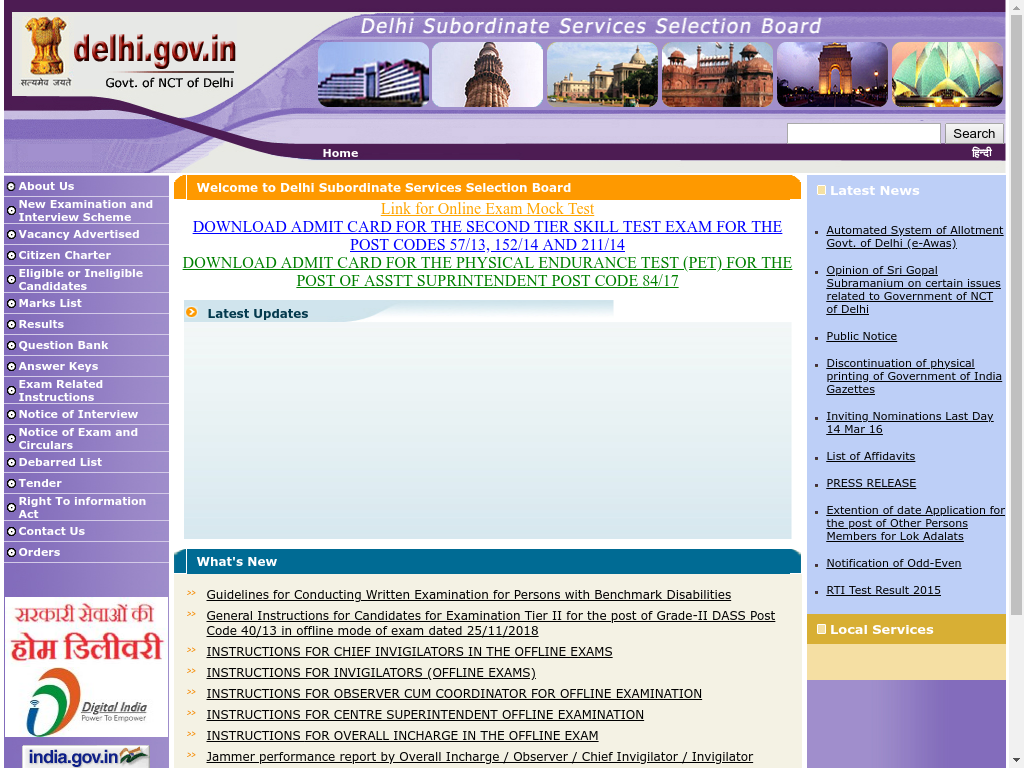 Delhi Subordinate Services Selection Board
delhi.gov.in
सत्यमेव जयते
Govt. of NCT of Delhi
Search
Home
हिन्दी
About Us
New Examination and
Interview Scheme
Vacancy Advertised
Citizen Charter
Eligible or Ineligible
Candidates
Marks List
Results
Question Bank
Answer Keys
Exam Related
Instructions
Notice of Interview
Notice of Exam and
Circulars
Debarred List
Tender
Right To information
Act
Contact Us
Orders
सरकारी सेवाओं की
होम डिलीवरी
Digital India
Power To Empower
india.gov.in
Welcome to Delhi Subordinate Services Selection Board
Link for Online Exam Mock Test
DOWNLOAD ADMIT CARD FOR THE SECOND TIER SKILL TEST EXAM FOR THE
POST CODES 57/13, 152/14 AND 211/14
DOWNLOAD ADMIT CARD FOR THE PHYSICAL ENDURANCE TEST (PET) FOR THE
POST OF ASSTT SUPRINTENDENT POST CODE 84/17
Latest Updates
What's New
Guidelines for Conducting Written Examination for Persons with Benchmark Disabilities
General Instructions for Candidates for Examination Tier II for the post of Grade-II DASS Post
Code 40/13 in offline mode of exam dated 25/11/2018
INSTRUCTIONS FOR CHIEF INVIGILATORS IN THE OFFLINE EXAMS
INSTRUCTIONS FOR INVIGILATORS (OFFLINE EXAMS)
INSTRUCTIONS FOR OBSERVER CUM COORDINATOR FOR OFFLINE EXAMINATION
INSTRUCTIONS FOR CENTRE SUPERINTENDENT OFFLINE EXAMINATION
INSTRUCTIONS FOR OVERALL INCHARGE IN THE OFFLINE EXAM
Jammer performance report by Overall Incharge / Observer / Chief Invigilator / Invigilator
Latest News
Automated System of Allotment
Govt. of Delhi (e-Awas)
Opinion of Sri Gopal
Subramanium on certain issues
related to Government of NCT
of Delhi
Public Notice
Discontinuation of physical
printing of Government of India
Gazettes
Inviting Nominations Last Day
14 Mar 16
List of Affidavits
PRESS RELEASE
Extention of date Application for
the post of Other Persons
Members for Lok Adalats
Notification of Odd-Even
RTI Test Result 2015
Local Services